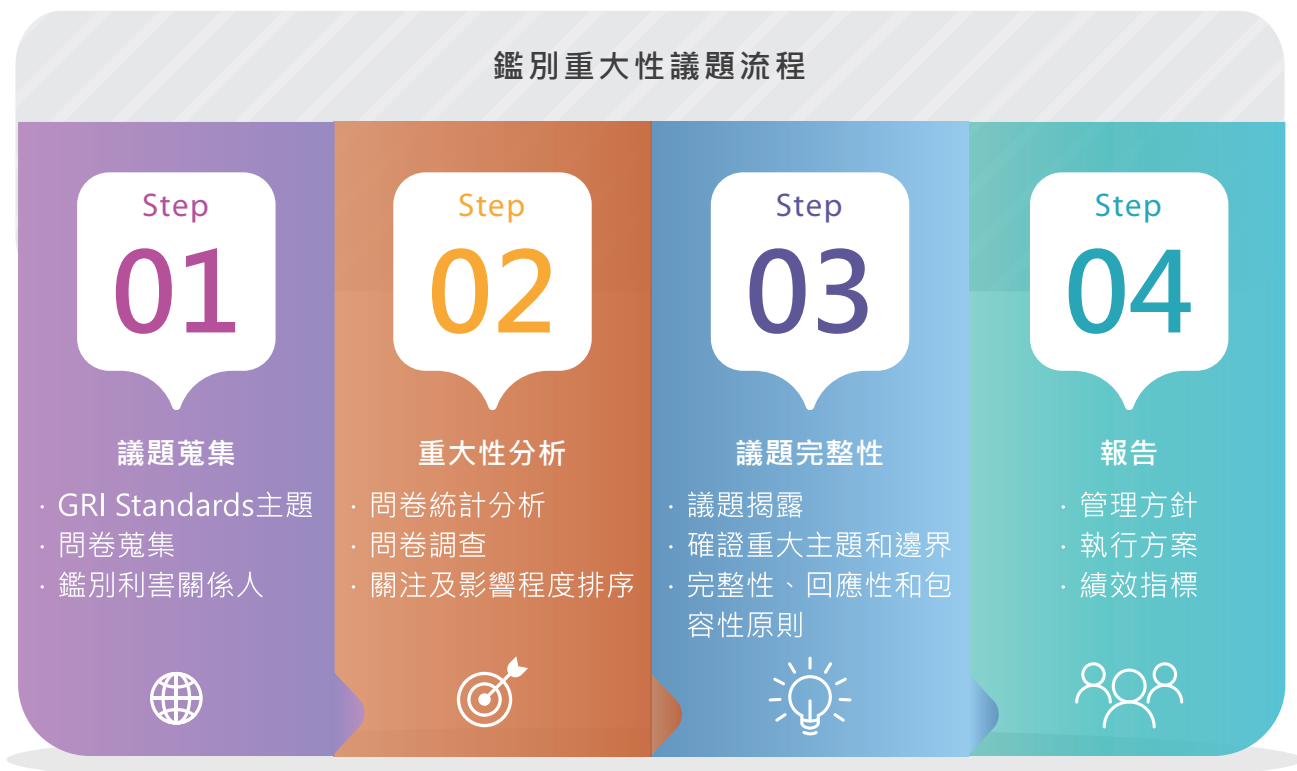 鑑別重大性議題流程
Step
01
議題蒐集
· GRI Standards主題
· 問卷蒐集
· 鑑別利害關係人
Step
02
重大性分析
· 問卷統計分析
· 問卷調查
· 關注及影響程度排序
Step
03
議題完整性
· 議題揭露
· 確證重大主題和邊界
· 完整性、回應性和包
容性原則
Step
04
報告
· 管理方針
· 執行方案
· 績效指標